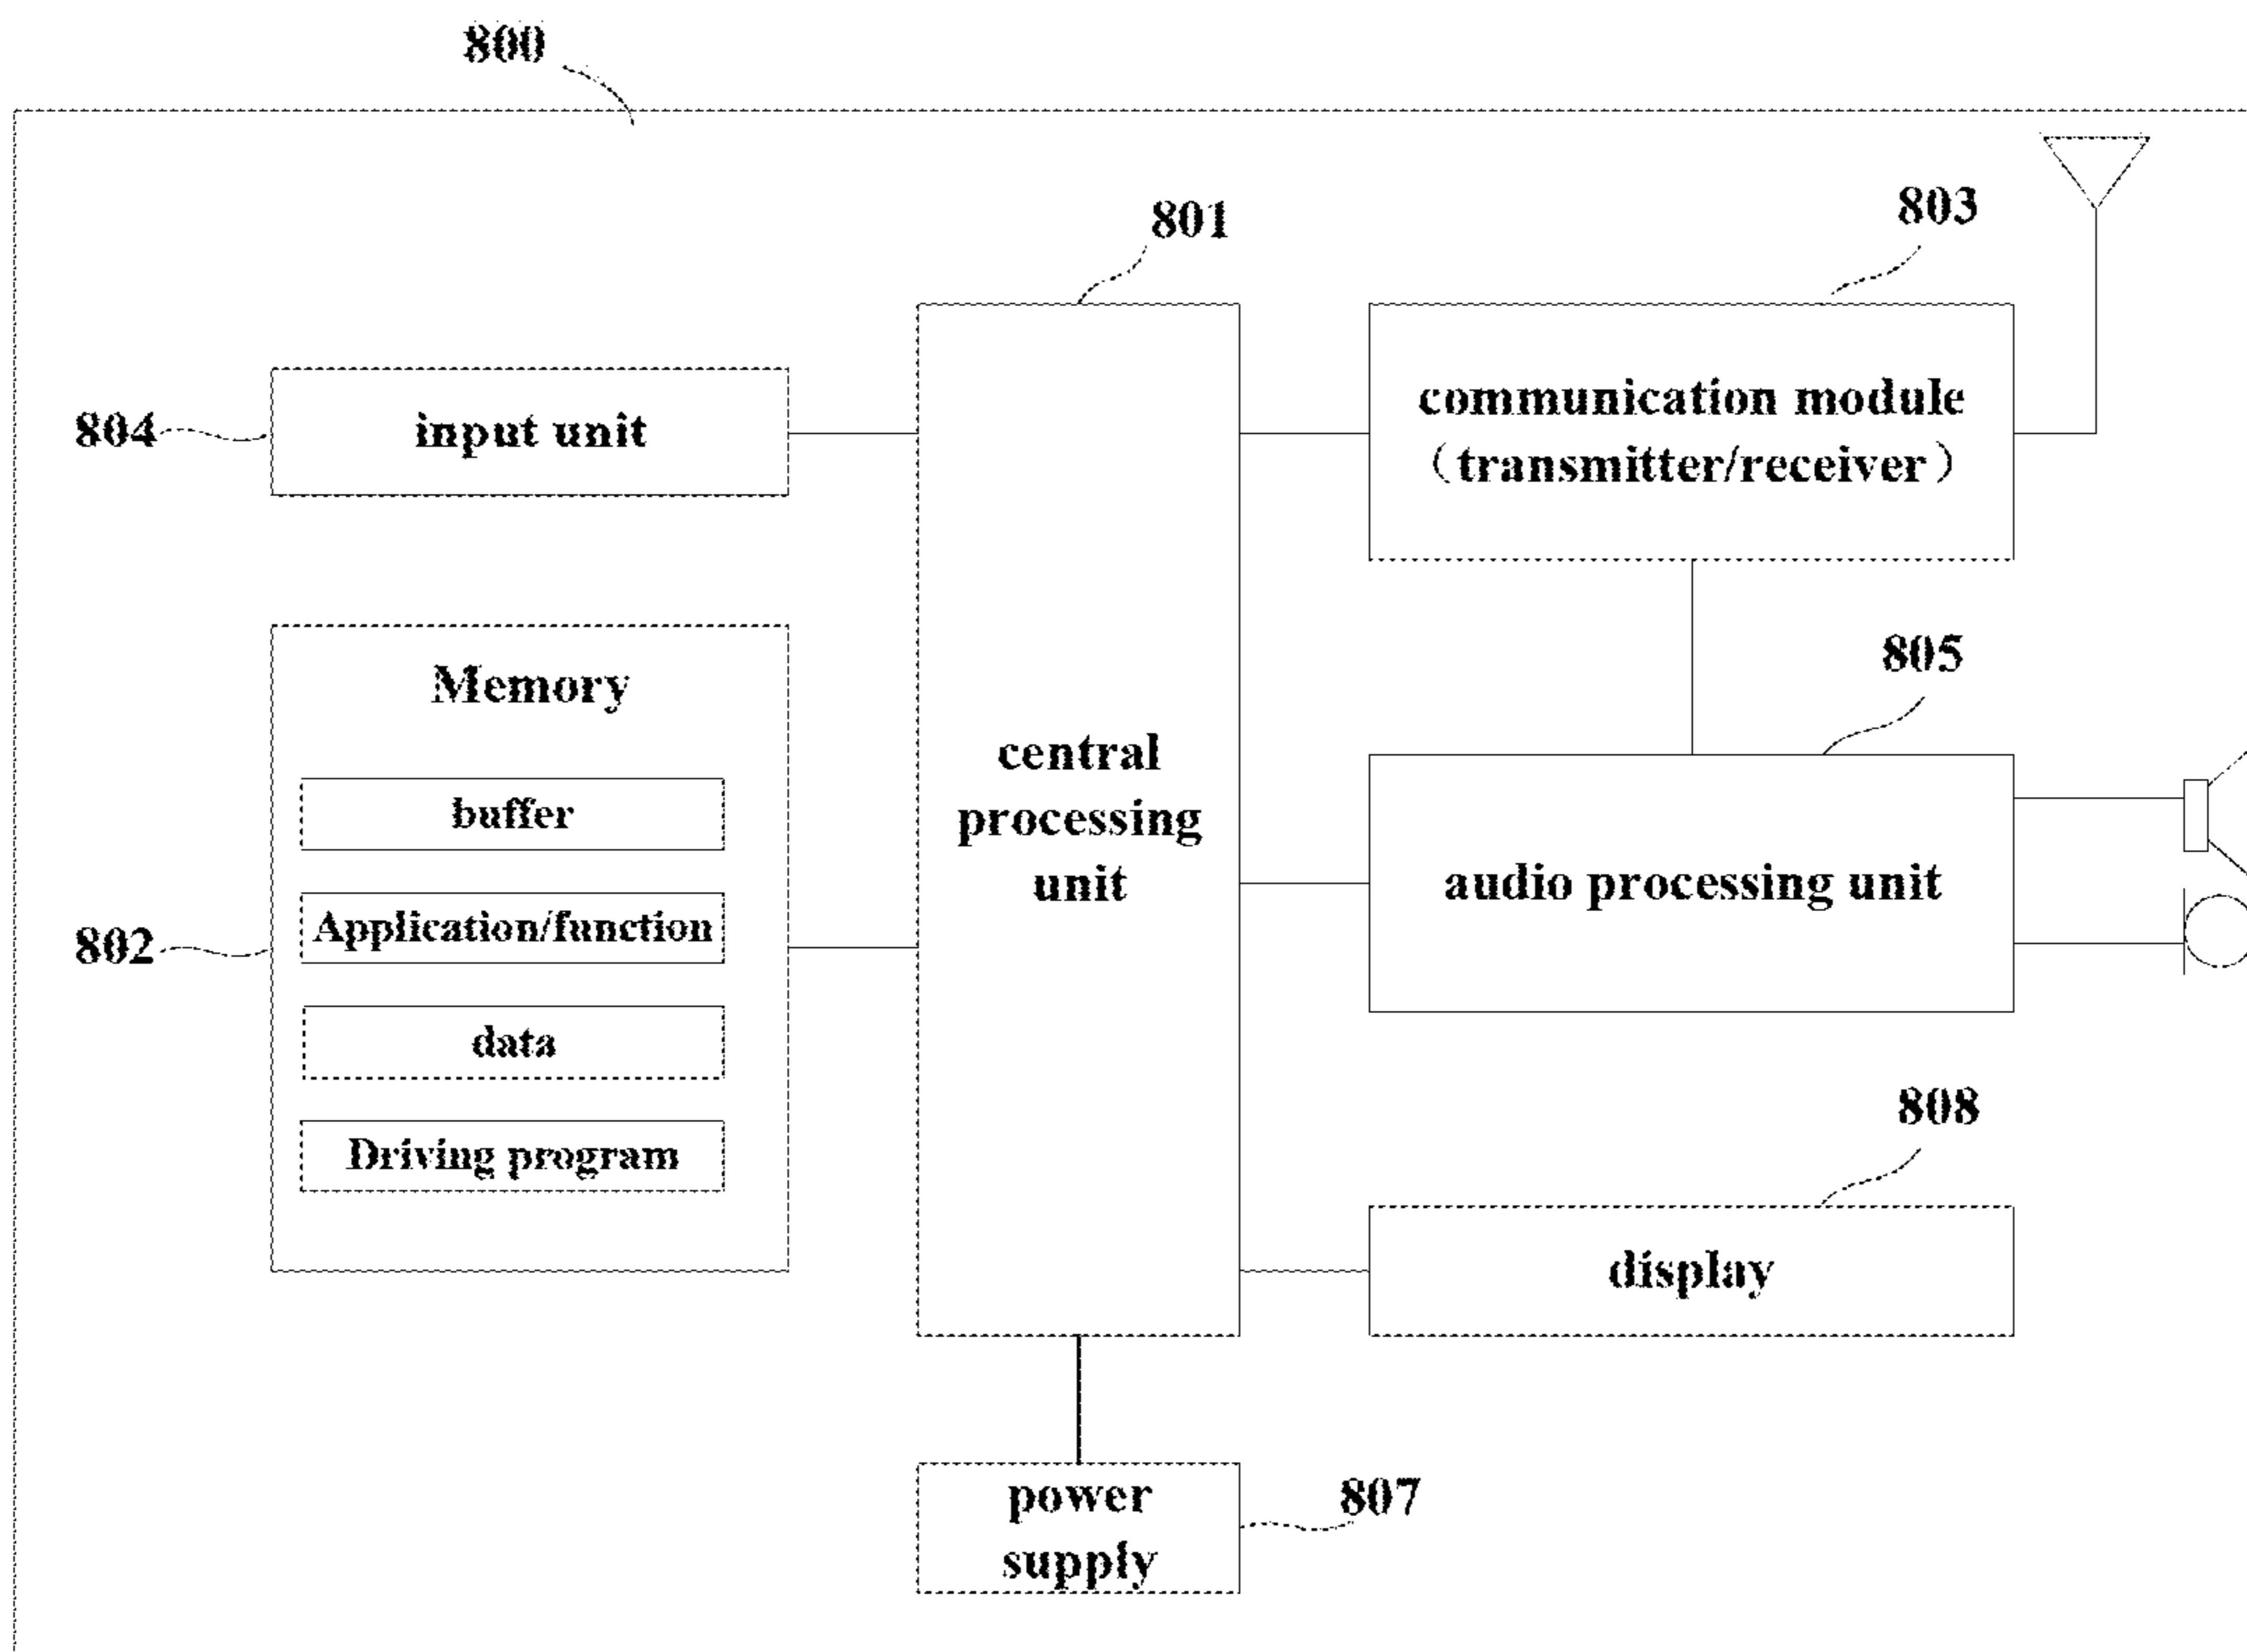 800
801
803
communication module
（transmitter/receiver）
804
input unit
805
Memory
buffer
Application/function
data
Driving program
802
central
processing
unit
audio processing unit
808
display
power
supply
807